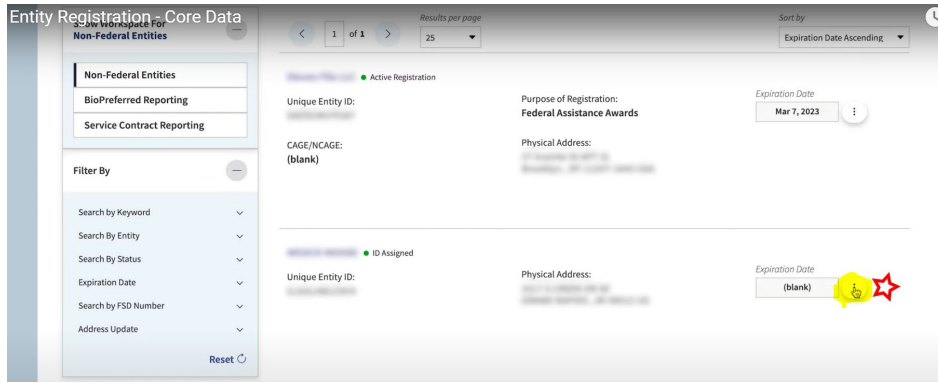 Entity Registration - Core Data
Show Workspace For
Non-Federal Entities
Non-Federal Entities
BioPreferred Reporting
Service Contract Reporting
Filter By
Search by Keyword
Search By Entity
Search By Status
Expiration Date
Search by FSD Number
Address Update
Reset
1 of 1
Results per page
25
Sort by
Expiration Date Ascending
Active Registration
Unique Entity ID:
CAGE/NCAGE:
(blank)
Purpose of Registration:
Federal Assistance Awards
Physical Address:
Expiration Date
Mar 7, 2023
ID Assigned
Unique Entity ID:
Physical Address:
Expiration Date
(blank)